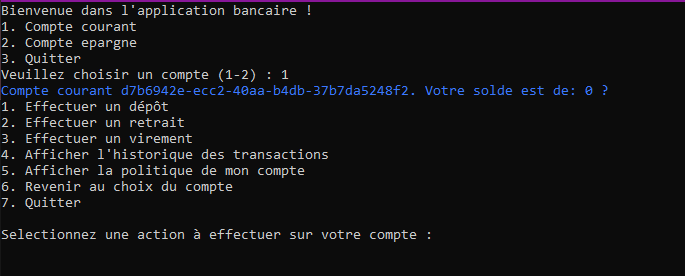 Bienvenue dans l'application bancaire !
1. Compte courant
2. Compte epargne
3. Quitter
Veuillez choisir un compte (1-2) : 1
Compte courant d7b6942e-ecc2-40aa-b4db-37b7da5248f2. Votre solde est de: 0 ?
1. Effectuer un dépôt
2. Effectuer un retrait
3. Effectuer un virement
4. Afficher l'historique des transactions
5. Afficher la politique de mon compte
6. Revenir au choix du compte
7. Quitter
Selectionnez une action à effectuer sur votre compte :